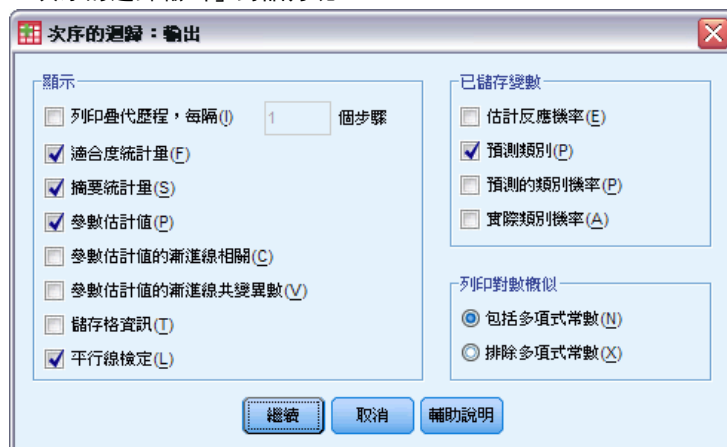 次序的迴歸：輸出
顯示
列印疊代歷程，每隔(I) 1 個步驟
適合度統計量(F)
摘要統計量(S)
參數估計值(P)
參數估計值的漸進線相關(C)
參數估計值的漸進線共變異數(V)
儲存格資訊(T)
平行線檢定(L)
已儲存變數
估計反應機率(E)
預測類別(P)
預測的類別機率(P)
實際類別機率(A)
列印對數概似
包括多項式常數(N)
排除多項式常數(X)
繼續 取消 輔助說明